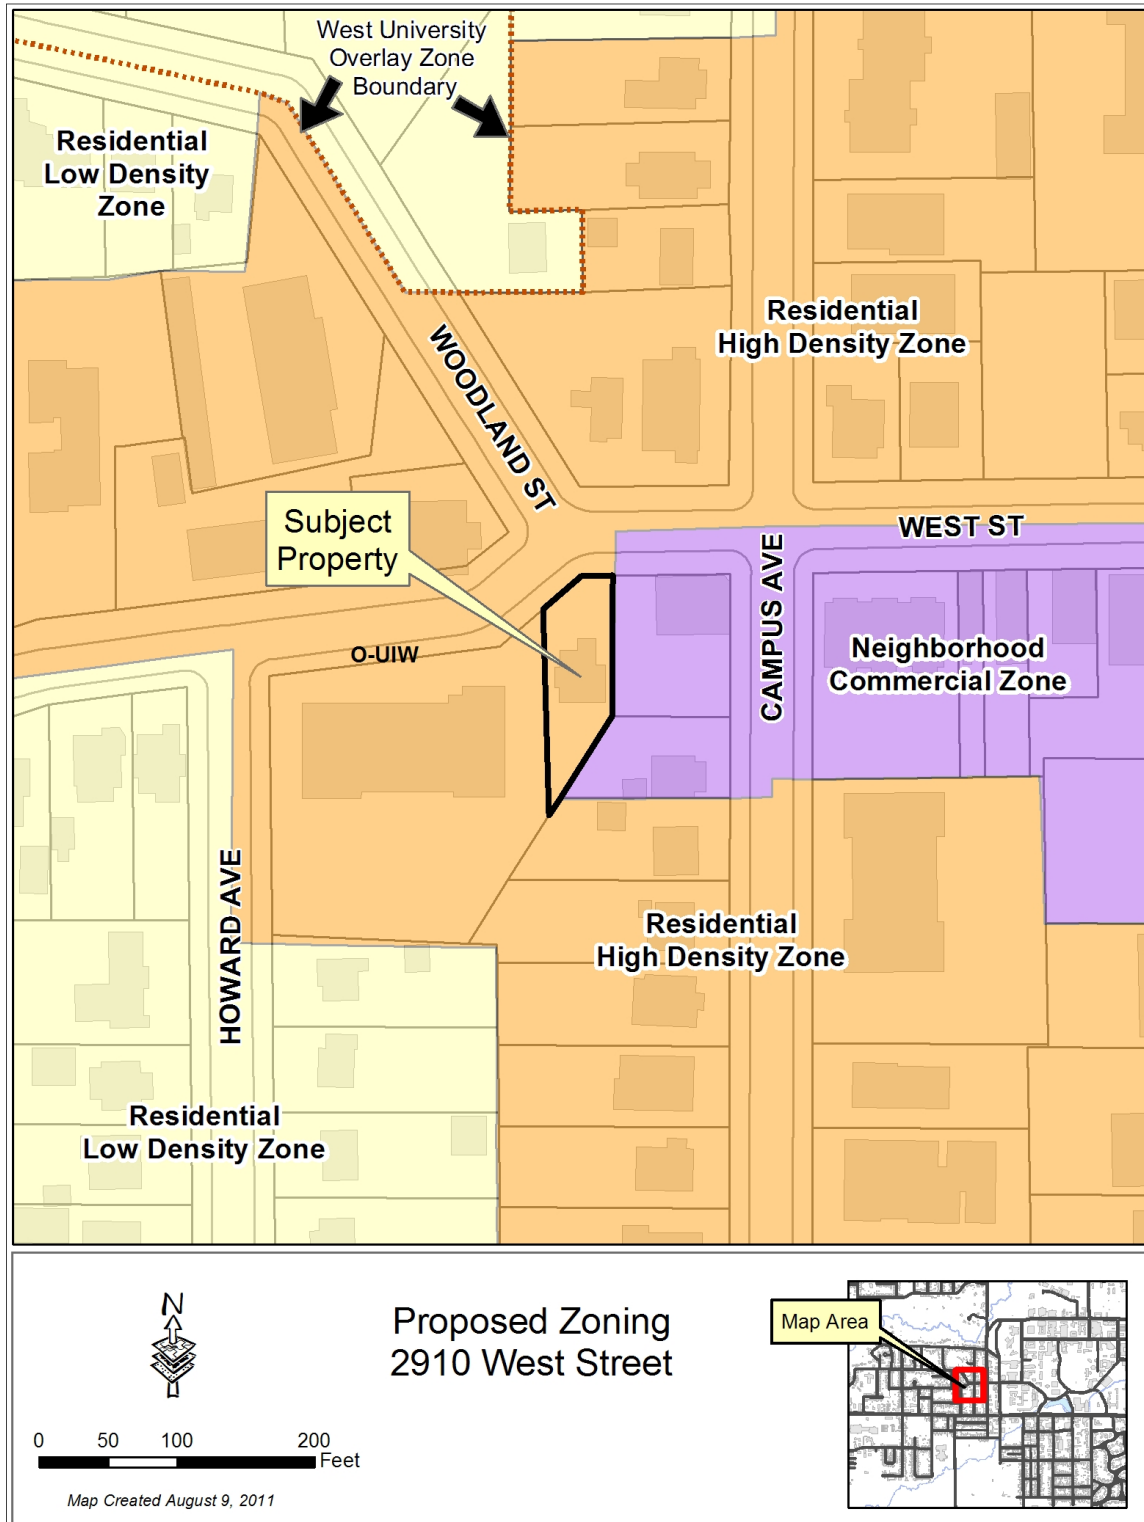 West University
Overlay Zone
Boundary
Residential
Low Density
Zone
Residential
High Density Zone
WOODLAND ST
Subject
Property
WEST ST
CAMPUS AVE
O-UIW
Neighborhood
Commercial Zone
HOWARD AVE
Residential
High Density Zone
Residential
Low Density Zone
N
Proposed Zoning
2910 West Street
Map Area
0 50 100 200
Feet
Map Created August 9, 2011